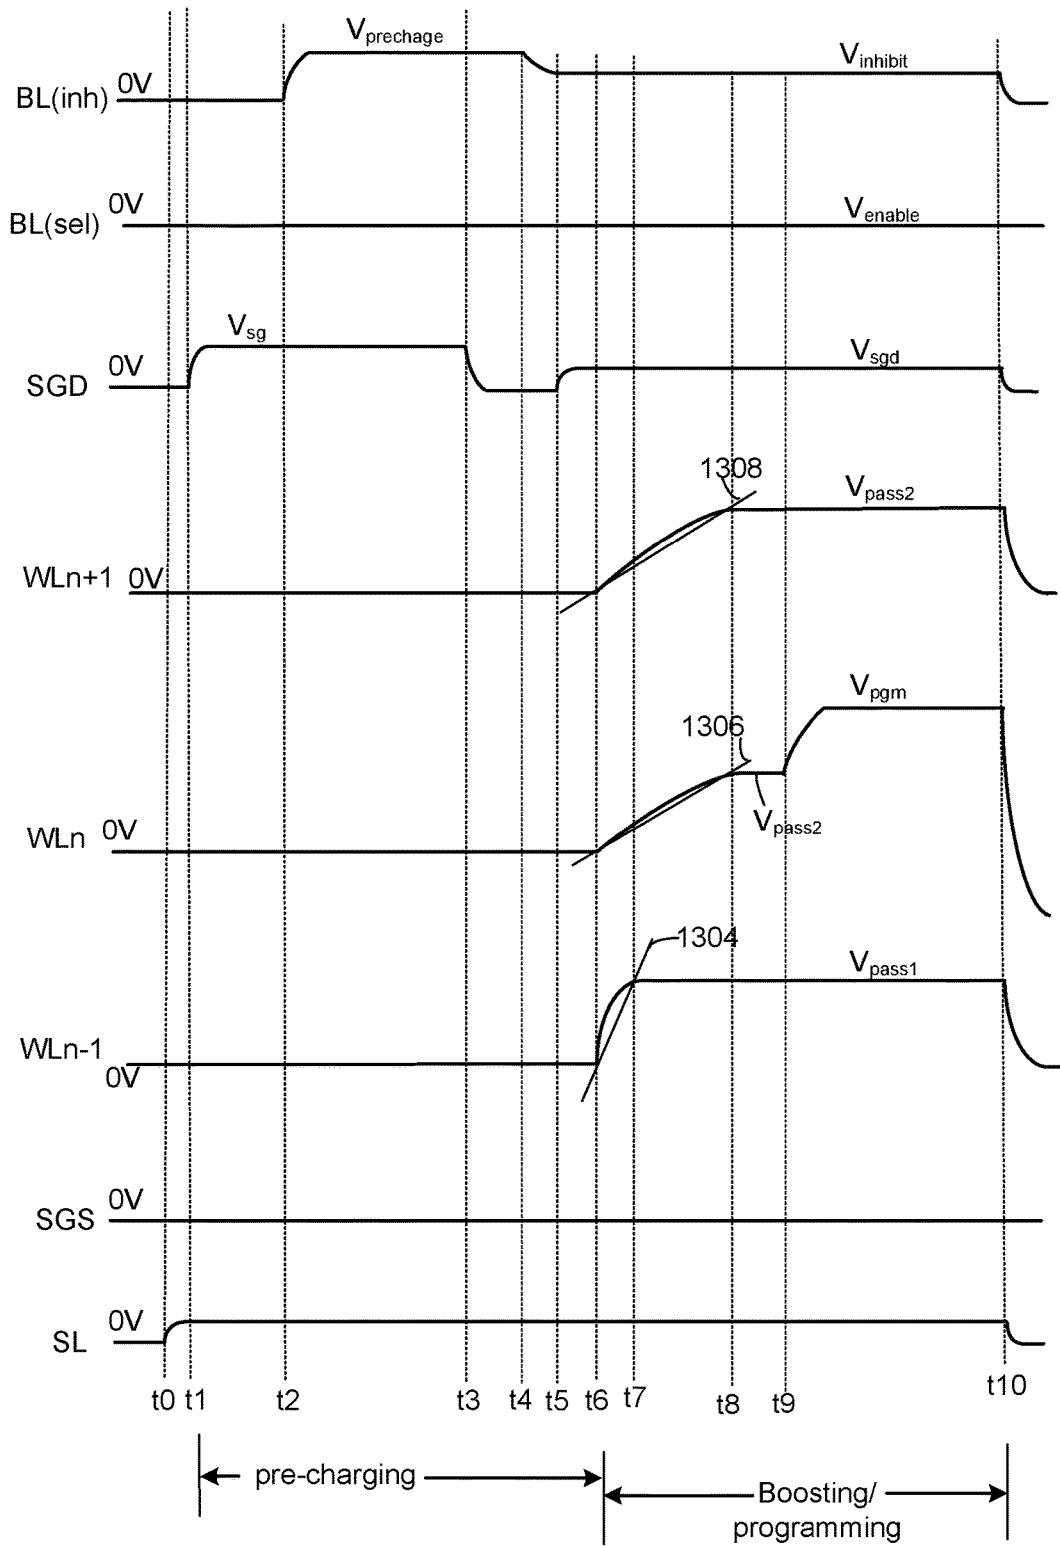 BL(inh) 0V Vprechage Vinhibit
BL(sel) 0V Venable
SGD 0V Vsg Vsgd
WLn+1 0V 1308 Vpass2
WLn 0V 1306 Vpass2 Vpgm
WLn-1 0V 1304 Vpass1
SGS 0V
SL 0V
t0 t1 t2 t3 t4 t5 t6 t7 t8 t9 t10
pre-charging
Boosting/
programming